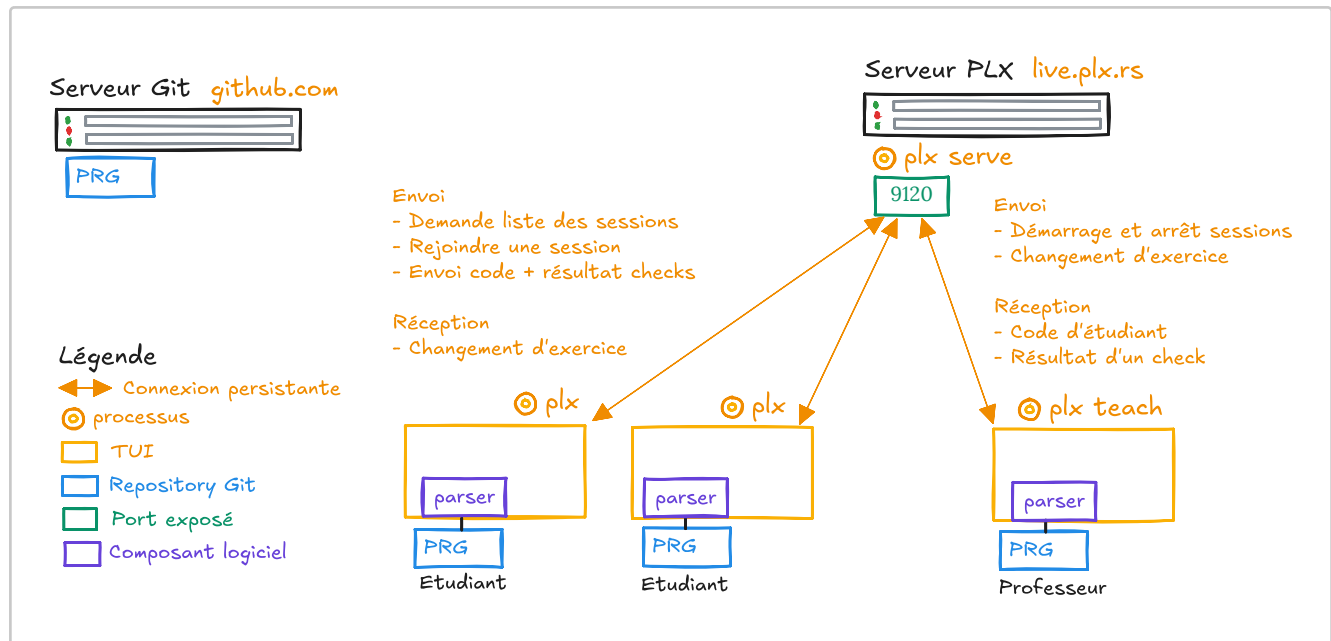 Serveur Git github.com
PRG
Serveur PLX live.plx.rs
plx serve
9120
Envoi
- Demande liste des sessions
- Rejoindre une session
- Envoi code + résultat checks
Réception
- Changement d'exercice
Envoi
- Démarrage et arrêt sessions
- Changement d'exercice
Réception
- Code d'étudiant
- Résultat d'un check
Légende
Connexion persistante
processus
TUI
Repository Git
Port exposé
Composant logiciel
plx
parser
PRG
Etudiant
plx
parser
PRG
Etudiant
plx teach
parser
PRG
Professeur